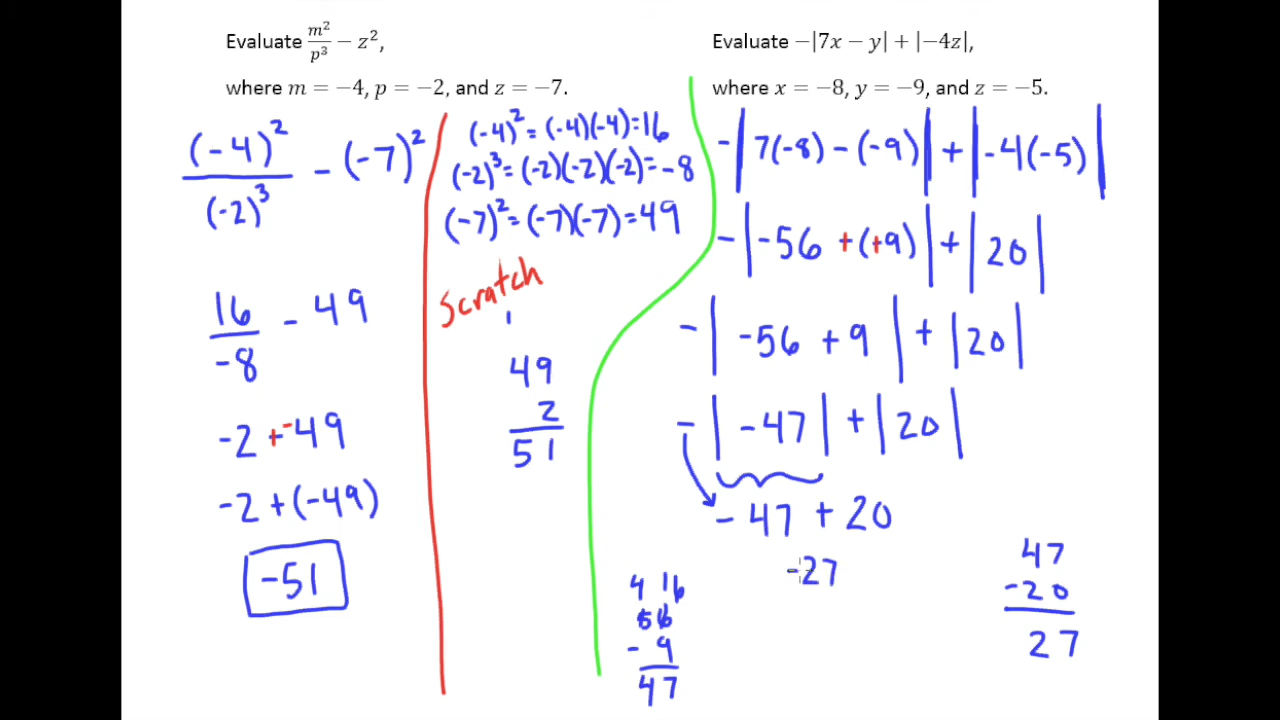 Evaluate m²/p³ − z²,
where m = −4, p = −2, and z = −7.
(-4)²/(-2)³ - (-7)²
16/-8 - 49
-2 +-49
-2 + (-49)
-51
(-4)² = (-4)(-4) = 16
(-2)³ = (-2)(-2)(-2) = -8
(-7)² = (-7)(-7) = 49
Scratch
1
49
2
51
Evaluate −|7x − y| + |−4z|,
where x = −8, y = −9, and z = −5.
-|7(-8) - (-9)| + |-4(-5)|
-|-56 + (+9)| + |20|
-|-56 + 9| + |20|
-|-47| + |20|
-47 + 20
-27
4 16
56
- 9
47
47
-20
27